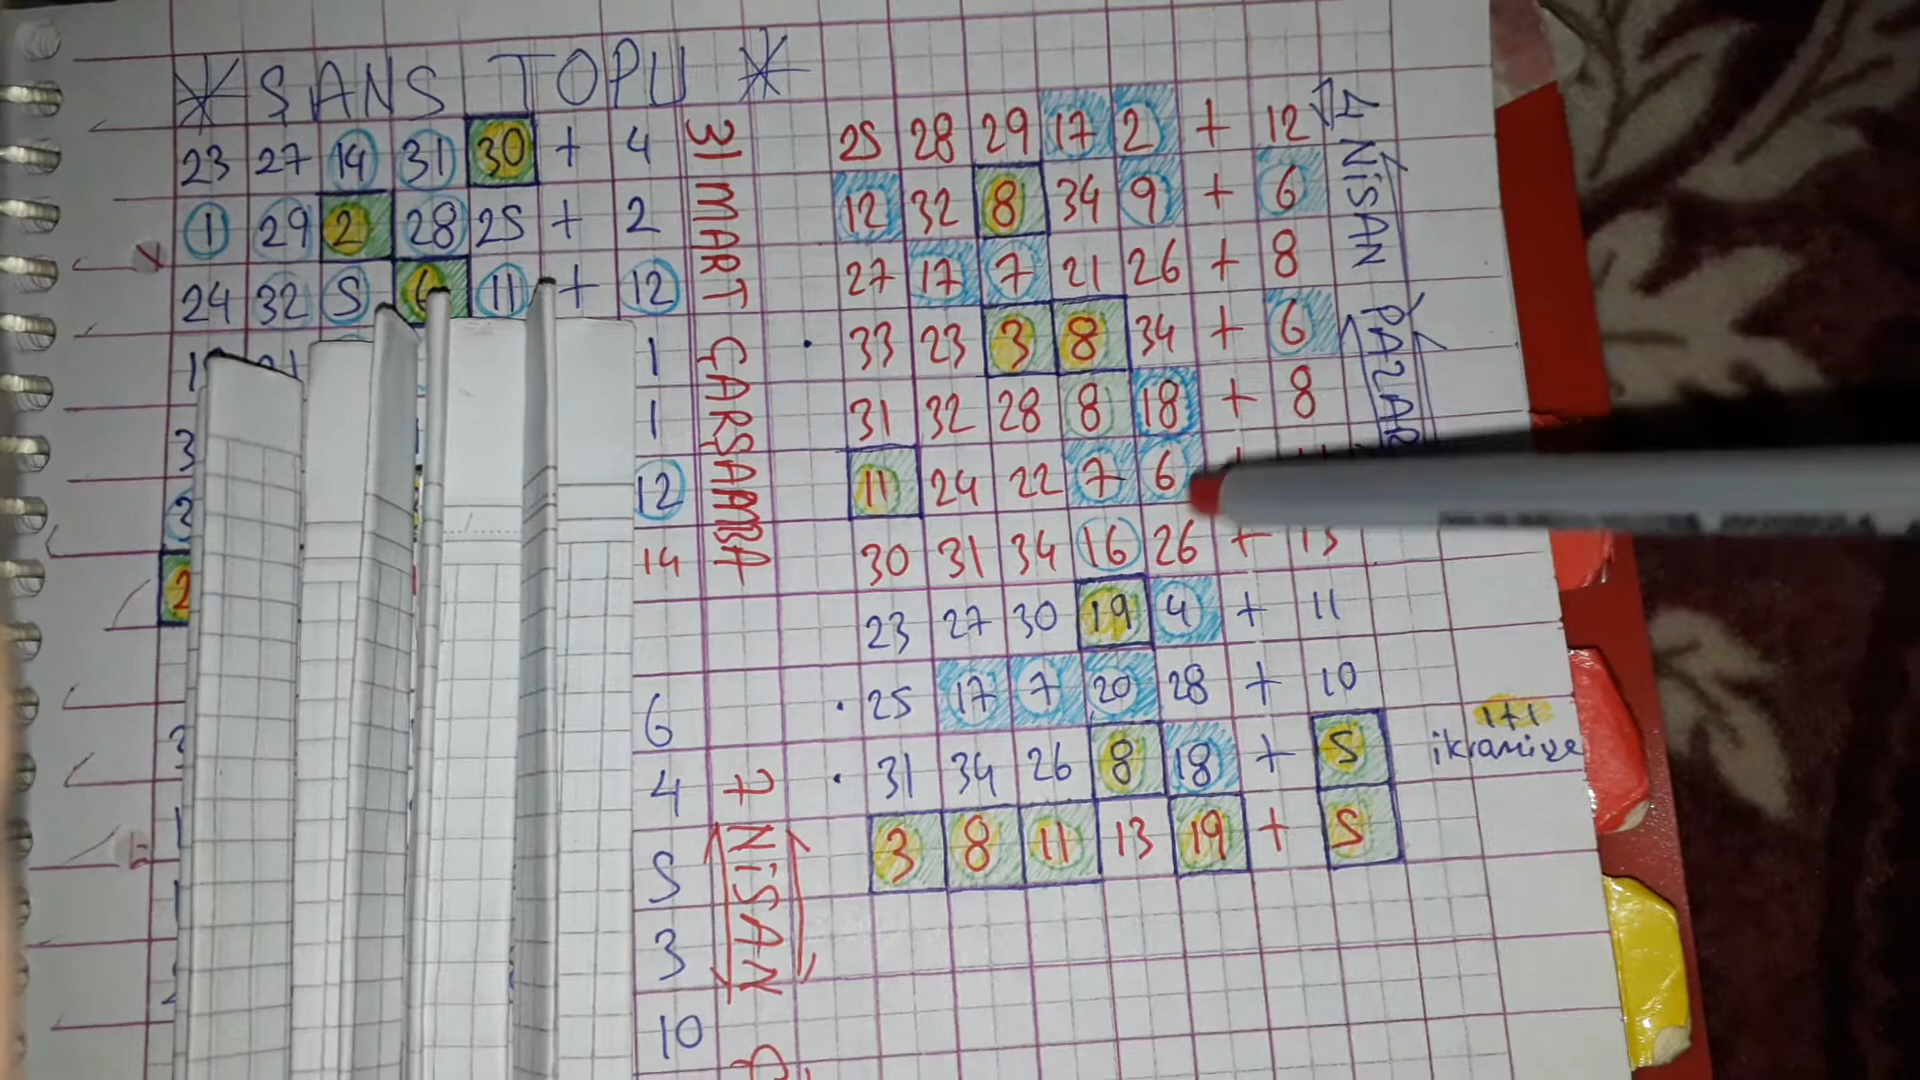 * SANS TOPU *
23 27 14 31 30 + 4
1 29 2 28 25 + 2
24 32 5 6 11 + 12
1
1
12
14
6
4
5
3
10
31 MART ÇARŞAMBA
7 NİSAN
25 28 29 17 2 + 12
12 32 8 34 9 + 6
27 17 7 21 26 + 8
33 23 3 8 34 + 6
31 32 28 8 18 + 8
11 24 22 7 6
30 31 34 16 26 + 13
23 27 30 19 4 + 11
25 17 7 20 28 + 10
31 34 26 8 18 + 5
3 8 11 13 19 + 5
4 NİSAN PAZAR
1+1
ikramiye